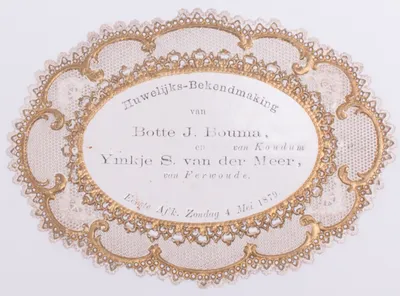 Huwelijks-Bekendmaking
van
Botte J. Bouma,
en van Koudum
Ymkje S. van der Meer,
van Ferwoude.
Eerste Afk. Zondag 4 Mei 1879.